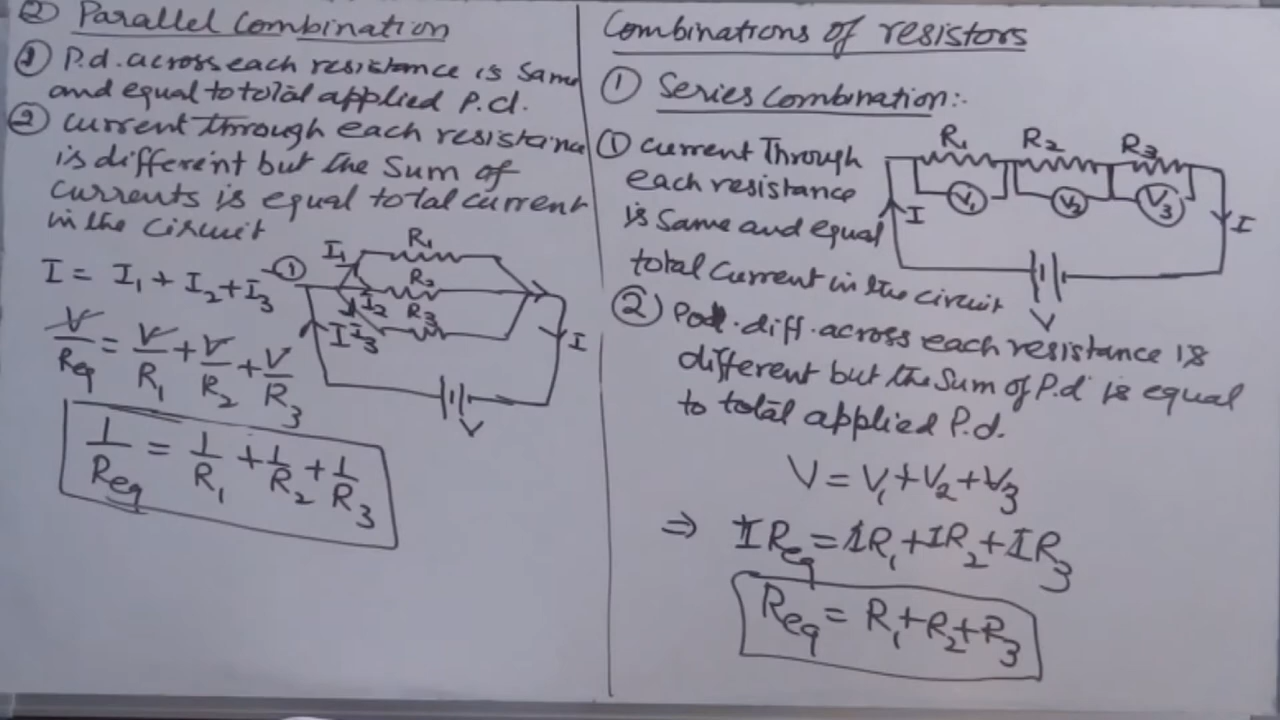 Combinations of resistors
① Series Combination:-
① Current Through
each resistance
is Same and equal
total Current in the circuit
R₁ R₂ R₃
V₁ V₂ V₃
I I
V
② Pot. diff. across each resistance is
different but the Sum of P.d is equal
to total applied P.d.
V = V₁+V₂+V₃
⇒ IReq = IR₁+IR₂+IR₃
Req = R₁+R₂+R₃
② Parallel Combination
① P.d. across each resistance is Same
and equal to total applied P.d.
② Current through each resistance
is different but the Sum of
currents is equal total current
in the circuit
I = I₁ + I₂ + I₃
V/Req = V/R₁ + V/R₂ + V/R₃
1/Req = 1/R₁ + 1/R₂ + 1/R₃
①
I₁ R₁
I₂ R₂
I I₃ R₃
I
V